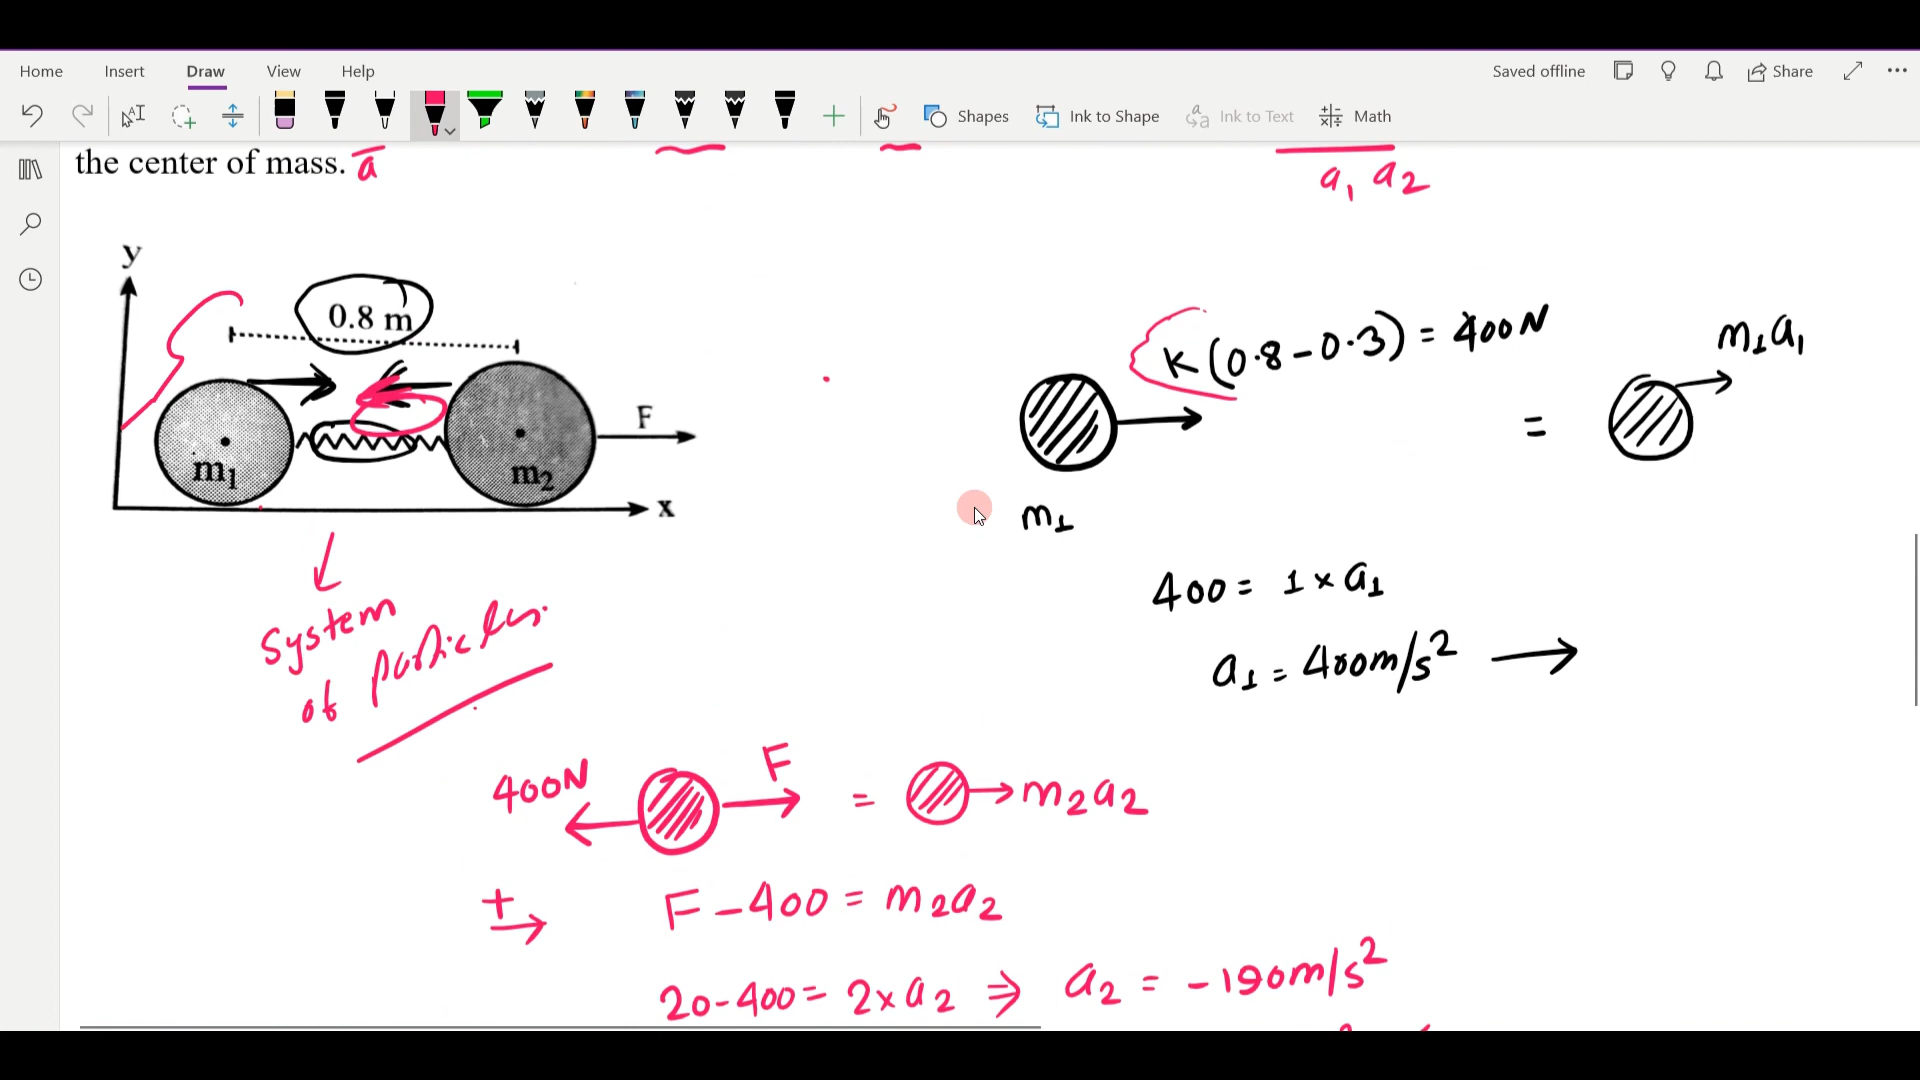 Home Insert Draw View Help Saved offline Share
Shapes Ink to Shape Ink to Text Math
the center of mass. a̅
a₁ a₂
y
0.8 m
m₁ m₂ F
x
K(0.8-0.3) = 400N
= m₁a₁
m₁
400 = 1 × a₁
a₁ = 400m/s² →
System
of particles.
400N F = m₂a₂
+ →
F - 400 = m₂a₂
20-400 = 2×a₂ ⇒ a₂ = -190m/s²